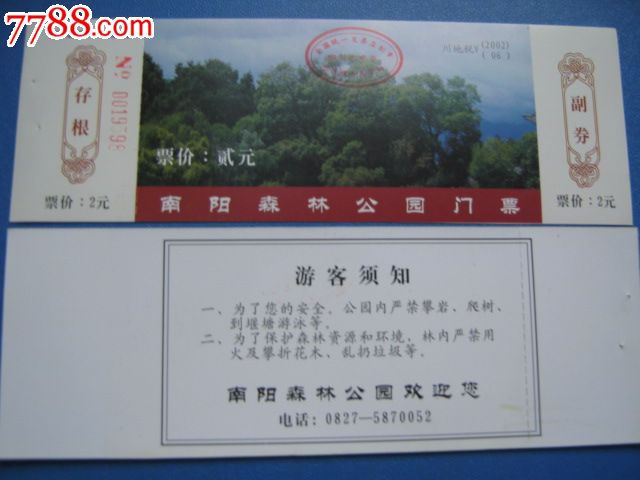 7788.com
存根
No 0019798
票价：2元
川地税Y(2002)
(06)
票价：贰元
南阳森林公园门票
副券
票价：2元
游客须知
一、为了您的安全，公园内严禁攀岩、爬树、
到堰塘游泳等。
二、为了保护森林资源和环境，林内严禁用
火及攀折花木、乱扔垃圾等。
南阳森林公园欢迎您
电话：0827—5870052